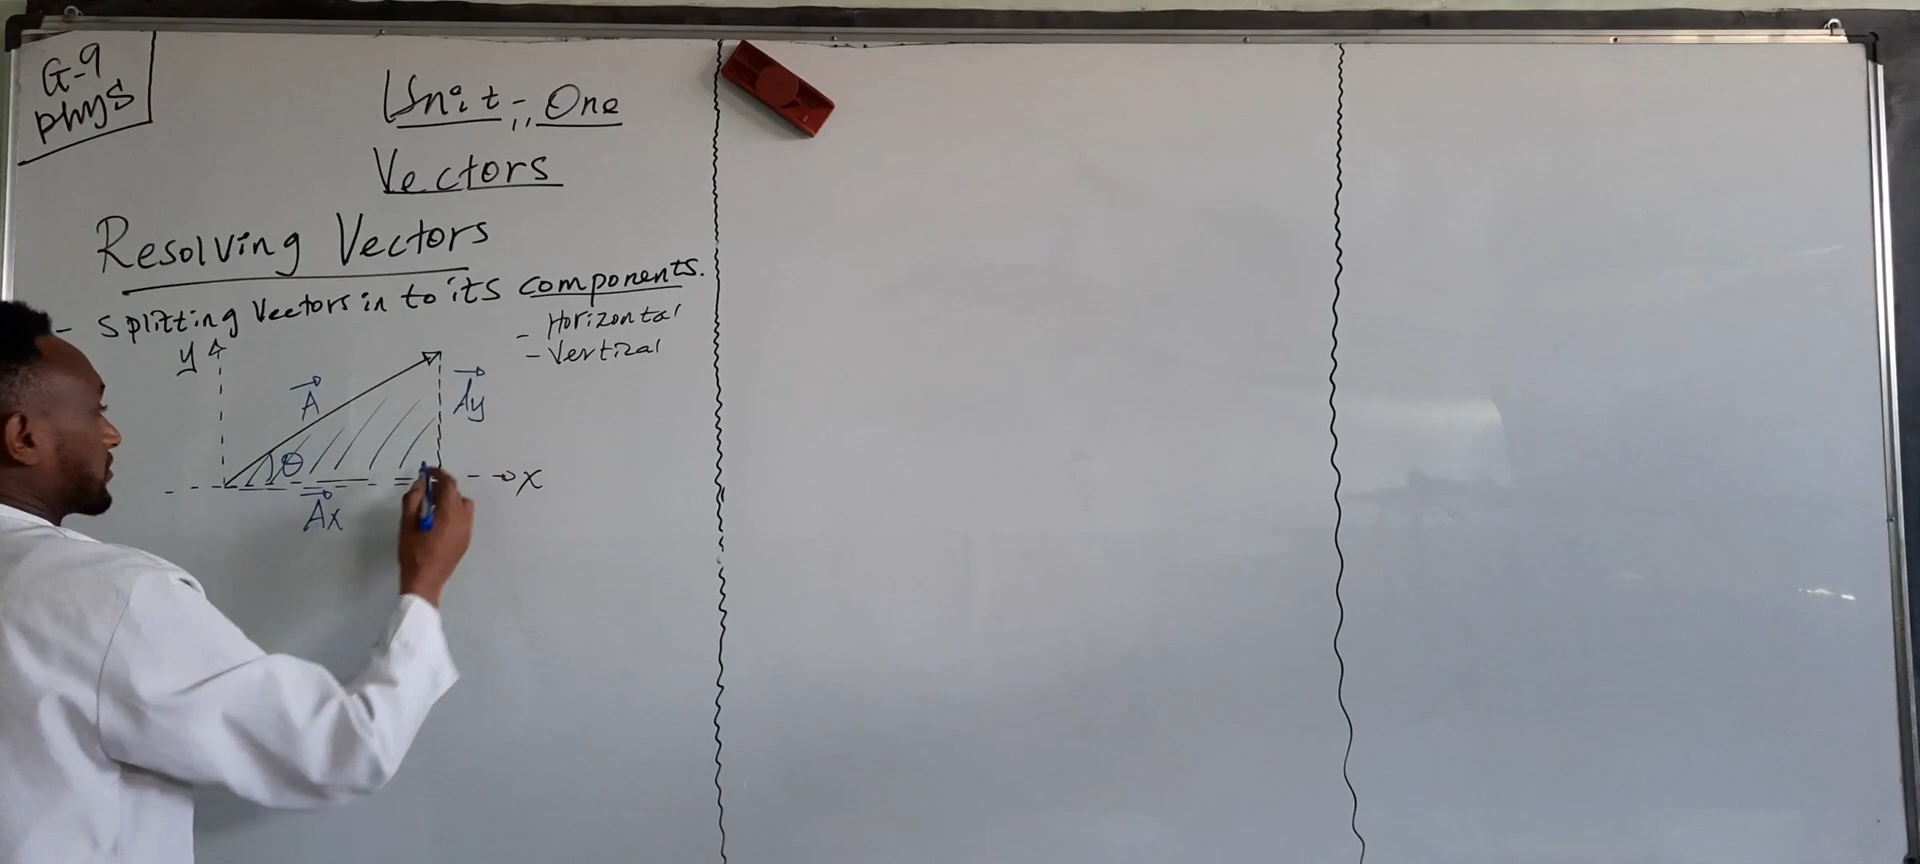 G-9
phys
Unit:- One
Vectors
Resolving Vectors
- Splitting Vectors in to its components.
- Horizontal
- Vertical
y
A
Ay
θ
x
Ax